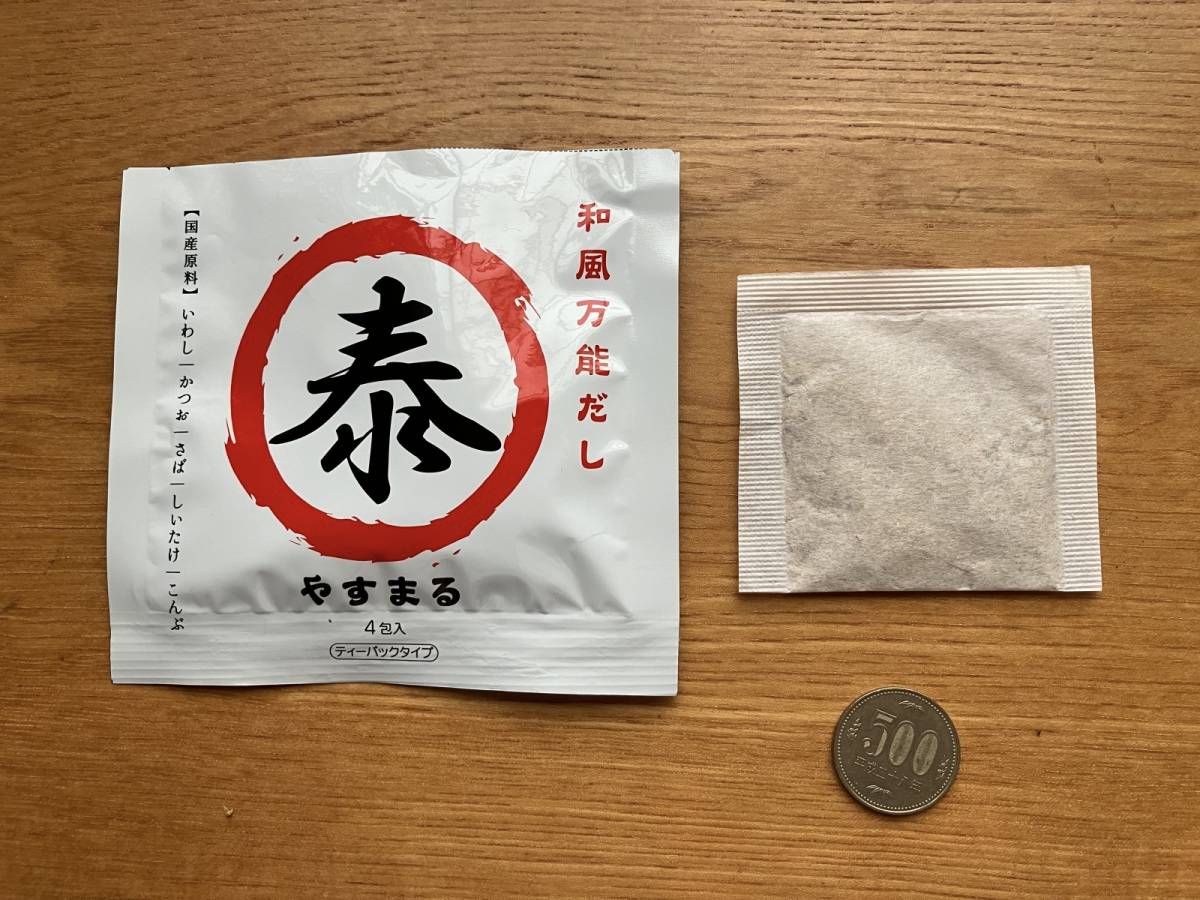 和風万能だし
泰
【国産原料】いわし|かつお|さば|しいたけ|こんぶ
やすまる
4包入
ティーバックタイプ
500